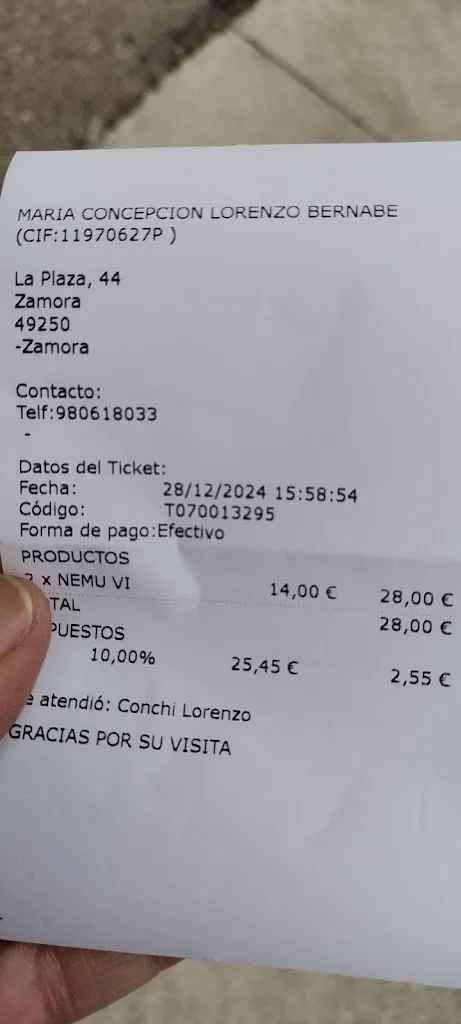 MARIA CONCEPCION LORENZO BERNABE
(CIF:11970627P )
La Plaza, 44
Zamora
49250
-Zamora
Contacto:
Telf:980618033
-
Datos del Ticket:
Fecha: 28/12/2024 15:58:54
Código: T070013295
Forma de pago:Efectivo
PRODUCTOS
2 x NEMU VI 14,00 € 28,00 €
TAL 28,00 €
PUESTOS
10,00% 25,45 € 2,55 €
e atendió: Conchi Lorenzo
GRACIAS POR SU VISITA